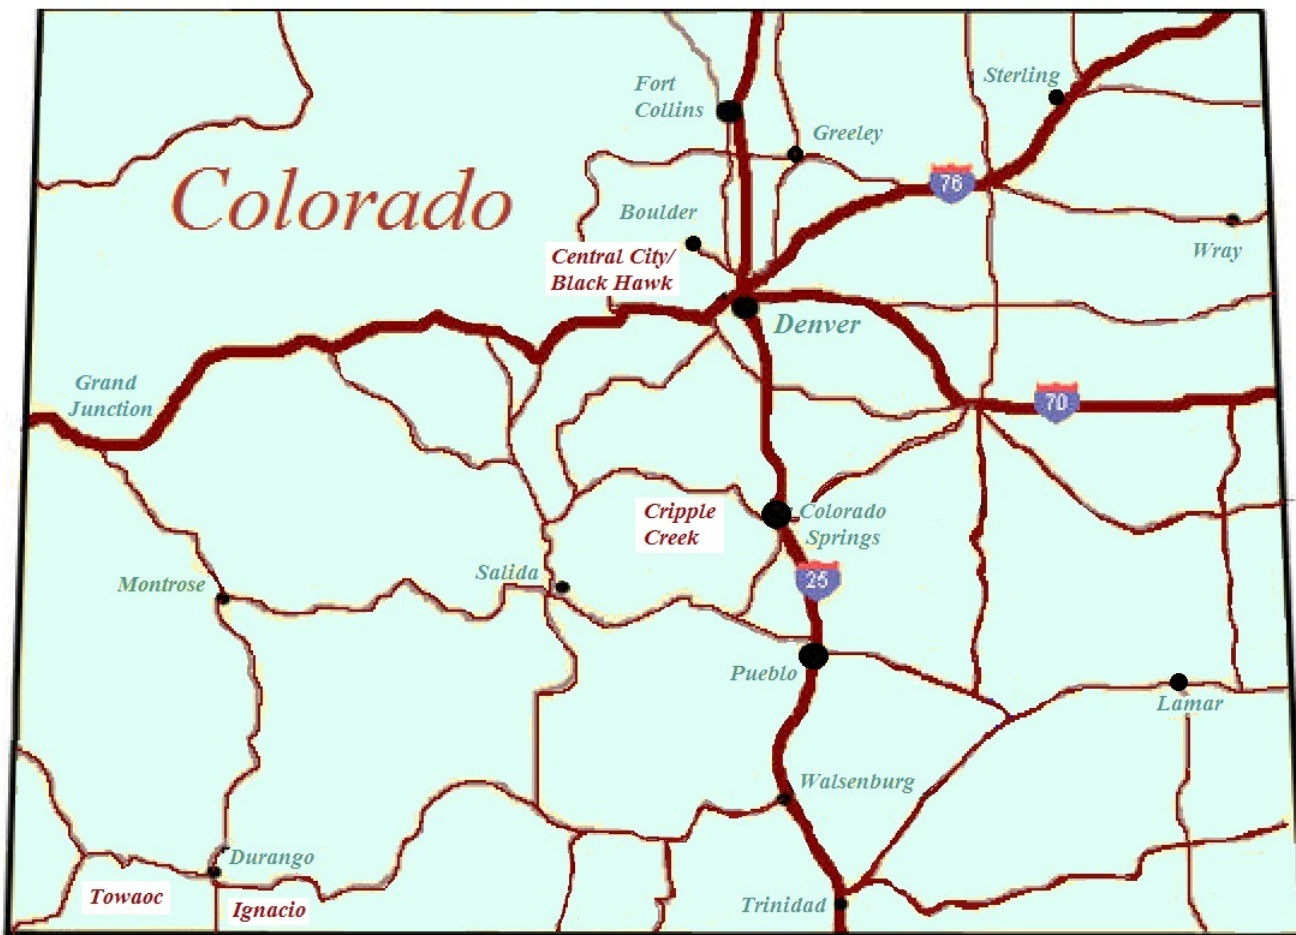 Fort
Collins
Sterling
Greeley
Colorado
76
Boulder
Wray
Central City/
Black Hawk
Denver
Grand
Junction
70
Cripple
Creek
Colorado
Springs
Salida
25
Montrose
Pueblo
Lamar
Walsenburg
Durango
Towaoc
Ignacio
Trinidad